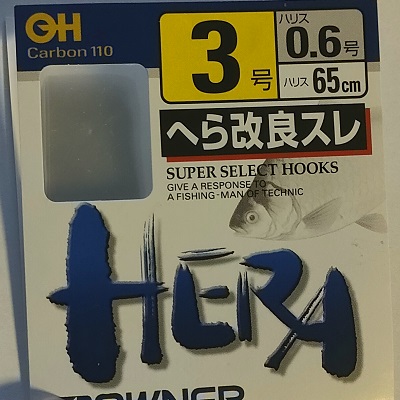 OH
Carbon 110
3号
ハリス
0.6号
ハリス 65cm
へら改良スレ
SUPER SELECT HOOKS
GIVE A RESPONSE TO
A FISHING-MAN OF TECHNIC
HERA
OWNER